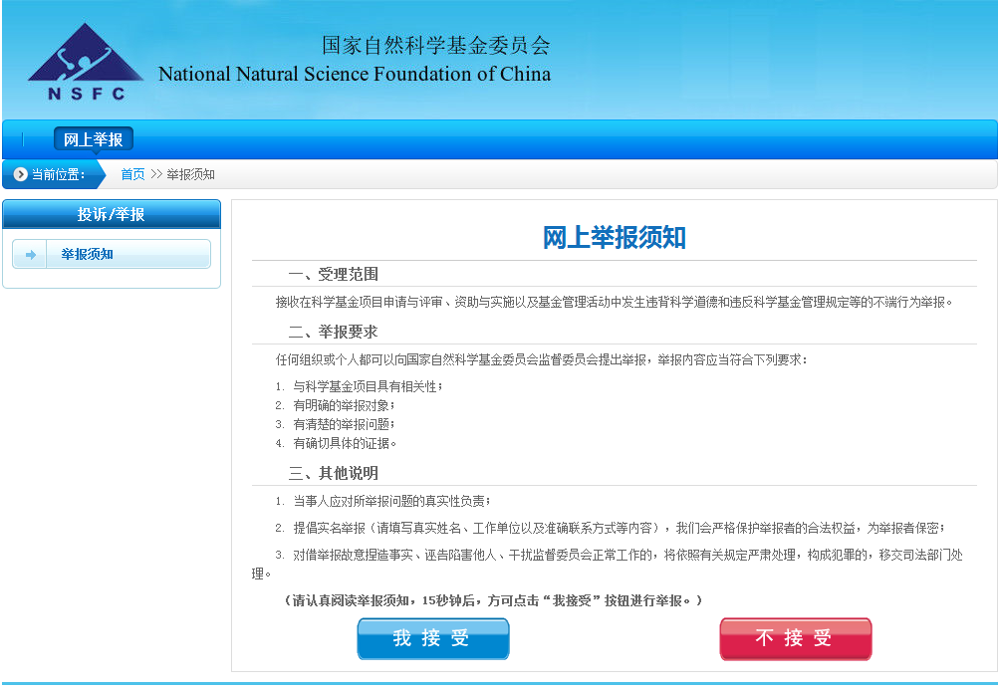 国家自然科学基金委员会
National Natural Science Foundation of China
NSFC
网上举报
当前位置： 首页 >> 举报须知
投诉/举报
举报须知
网上举报须知
一、受理范围
接收在科学基金项目申请与评审、资助与实施以及基金管理活动中发生违背科学道德和违反科学基金管理规定等的不端行为举报。
二、举报要求
任何组织或个人都可以向国家自然科学基金委员会监督委员会提出举报，举报内容应当符合下列要求：
1. 与科学基金项目具有相关性；
2. 有明确的举报对象；
3. 有清楚的举报问题；
4. 有确切具体的证据。
三、其他说明
1. 当事人应对所举报问题的真实性负责；
2. 提倡实名举报（请填写真实姓名、工作单位以及准确联系方式等内容），我们会严格保护举报者的合法权益，为举报者保密；
3. 对借举报故意捏造事实、诬告陷害他人、干扰监督委员会正常工作的，将依照有关规定严肃处理，构成犯罪的，移交司法部门处
理。
（请认真阅读举报须知，15秒钟后，方可点击“我接受”按钮进行举报。）
我接受
不接受